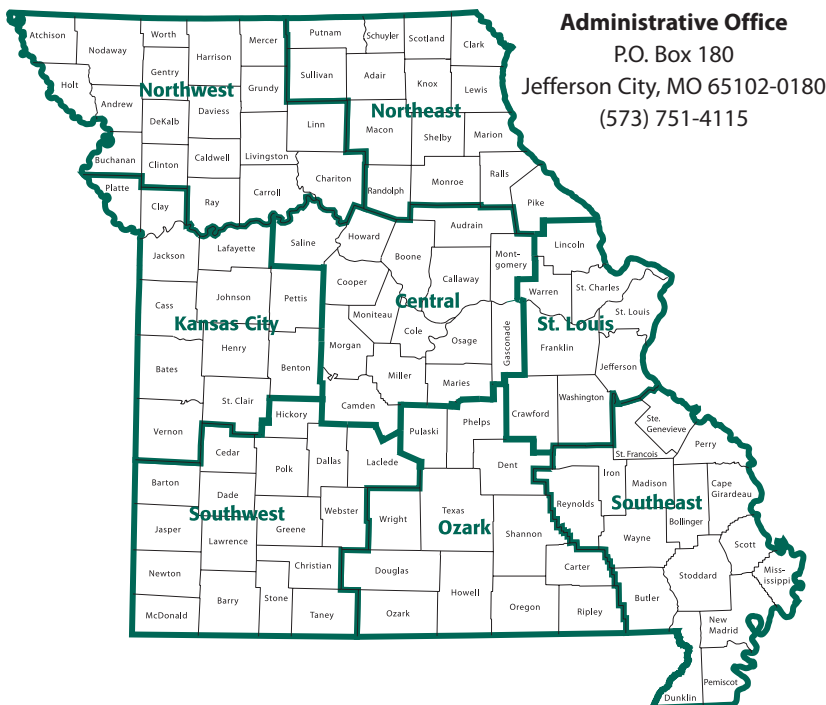 Administrative Office
P.O. Box 180
Jefferson City, MO 65102-0180
(573) 751-4115
Atchison
Nodaway
Worth
Harrison
Mercer
Putnam
Schuyler
Scotland
Clark
Holt
Gentry
Grundy
Sullivan
Adair
Knox
Lewis
Northwest
Northeast
Andrew
DeKalb
Daviess
Linn
Macon
Shelby
Marion
Buchanan
Clinton
Caldwell
Livingston
Chariton
Randolph
Monroe
Ralls
Pike
Platte
Clay
Ray
Carroll
Jackson
Lafayette
Saline
Howard
Boone
Audrain
Mont-
gomery
Lincoln
Cass
Johnson
Pettis
Cooper
Callaway
Warren
St. Charles
St. Louis
Central
Kansas City
St. Louis
Moniteau
Cole
Osage
Gasconade
Franklin
Jefferson
Bates
Henry
Benton
Morgan
Miller
Maries
St. Clair
Camden
Crawford
Washington
Vernon
Hickory
Pulaski
Phelps
Ste.
Genevieve
Perry
St. Francois
Barton
Cedar
Polk
Dallas
Laclede
Dent
Iron
Madison
Cape
Girardeau
Reynolds
Southeast
Dade
Southwest
Webster
Wright
Texas
Ozark
Bollinger
Jasper
Lawrence
Greene
Shannon
Wayne
Scott
Newton
Christian
Douglas
Carter
Stoddard
Miss-
issippi
McDonald
Barry
Stone
Taney
Ozark
Howell
Oregon
Ripley
Butler
New
Madrid
Pemiscot
Dunklin